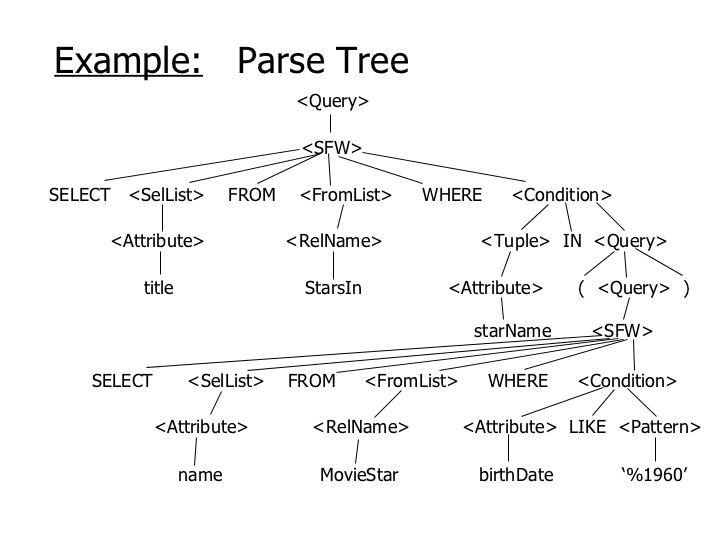 Example: Parse Tree
<Query>
<SFW>
SELECT <SelList> FROM <FromList> WHERE <Condition>
<Attribute> <RelName> <Tuple> IN <Query>
title StarsIn <Attribute> ( <Query> )
starName <SFW>
SELECT <SelList> FROM <FromList> WHERE <Condition>
<Attribute> <RelName> <Attribute> LIKE <Pattern>
name MovieStar birthDate ‘%1960’